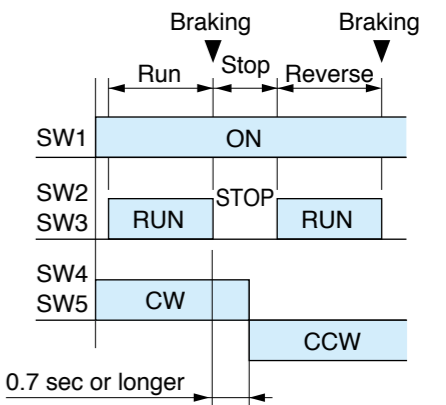 Braking Braking
Run Stop Reverse
SW1 ON
SW2 STOP
SW3 RUN RUN
SW4
SW5 CW
CCW
0.7 sec or longer